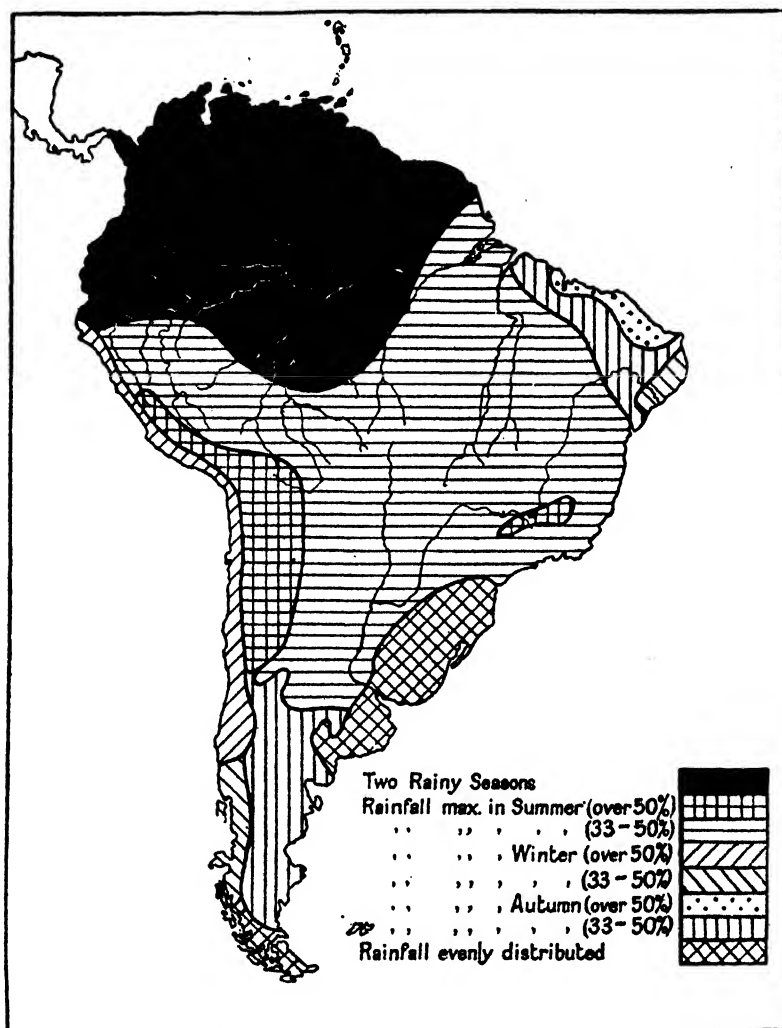 Two Rainy Seasons
Rainfall max. in Summer (over 50%)
,, ,, , , , (33-50%)
,, ,, , Winter (over 50%)
,, ,, , , , (33-50%)
,, ,, , Autumn (over 50%)
,, ,, , , , (33-50%)
Rainfall evenly distributed